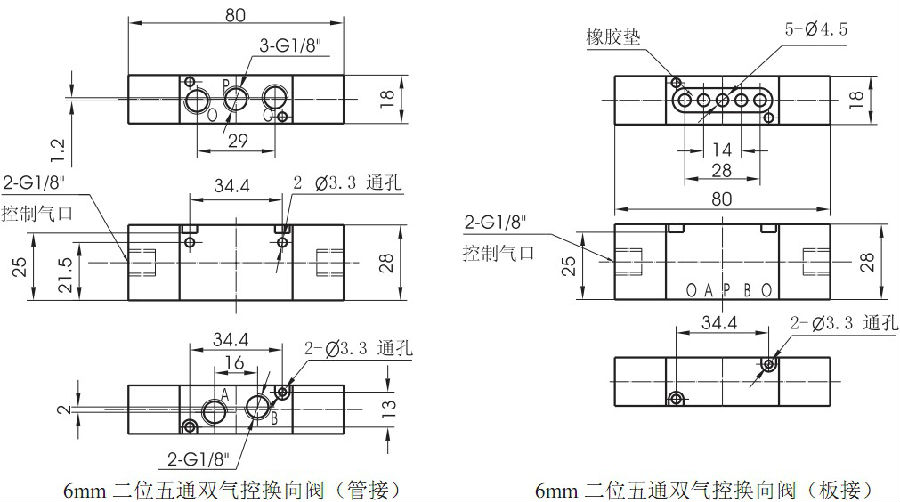 80
3-G1/8"
P
O
G
18
1.2
29
2-G1/8"
控制气口
34.4
2 Ø3.3 通孔
25
21.5
28
34.4
2-Ø3.3 通孔
16
A
B
2
13
2-G1/8"
6mm 二位五通双气控换向阀（管接）
5-Ø4.5
橡胶垫
18
14
28
80
2-G1/8"
控制气口
25
28
O A P B O
34.4
2-Ø3.3 通孔
6mm 二位五通双气控换向阀（板接）